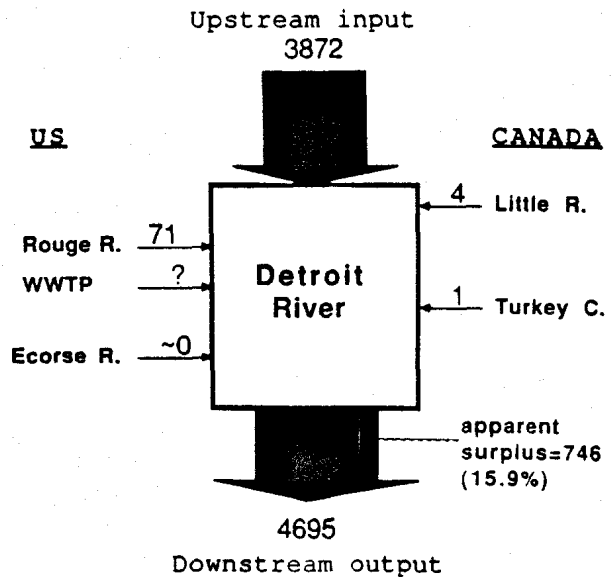 Upstream input
3872
US
CANADA
4 Little R.
Rouge R. 71
WWTP ?
Detroit
River
1 Turkey C.
Ecorse R. ~0
apparent
surplus=746
(15.9%)
4695
Downstream output